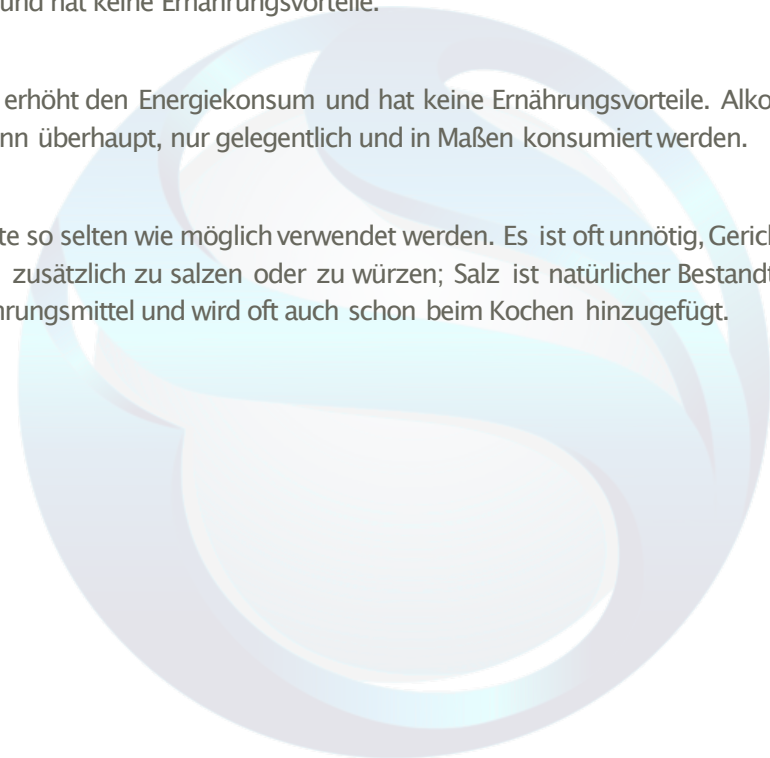 und hat keine Ernährungsvorteile.
erhöht den Energiekonsum und hat keine Ernährungsvorteile. Alko
nn überhaupt, nur gelegentlich und in Maßen konsumiert werden.
te so selten wie möglich verwendet werden. Es ist oft unnötig, Gerich
zusätzlich zu salzen oder zu würzen; Salz ist natürlicher Bestandt
hrungsmittel und wird oft auch schon beim Kochen hinzugefügt.